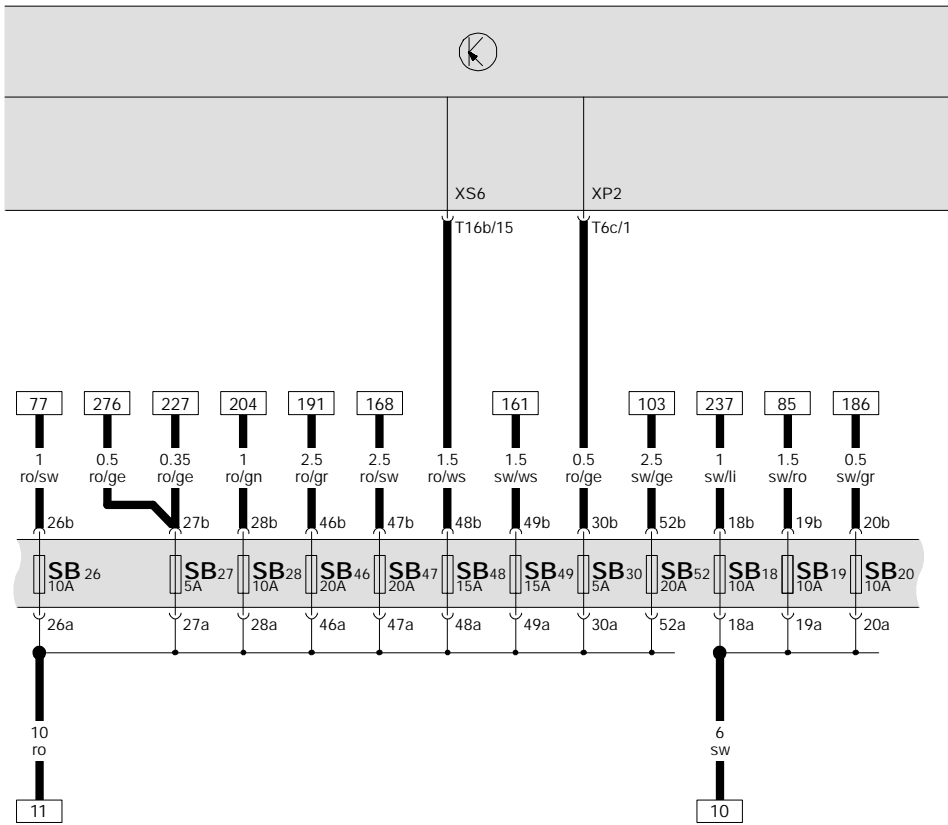 XS6 XP2
T16b/15 T6c/1
77 276 227 204 191 168 161 103 237 85 186
1 0.5 0.35 1 2.5 2.5 1.5 1.5 0.5 2.5 1 1.5 0.5
ro/sw ro/ge ro/ge ro/gn ro/gr ro/sw ro/ws sw/ws ro/ge sw/ge sw/li sw/ro sw/gr
26b 27b 28b 46b 47b 48b 49b 30b 52b 18b 19b 20b
SB26 SB27 SB28 SB46 SB47 SB48 SB49 SB30 SB52 SB18 SB19 SB20
10A 5A 10A 20A 20A 15A 15A 5A 20A 10A 10A 10A
26a 27a 28a 46a 47a 48a 49a 30a 52a 18a 19a 20a
10 6
ro sw
11 10